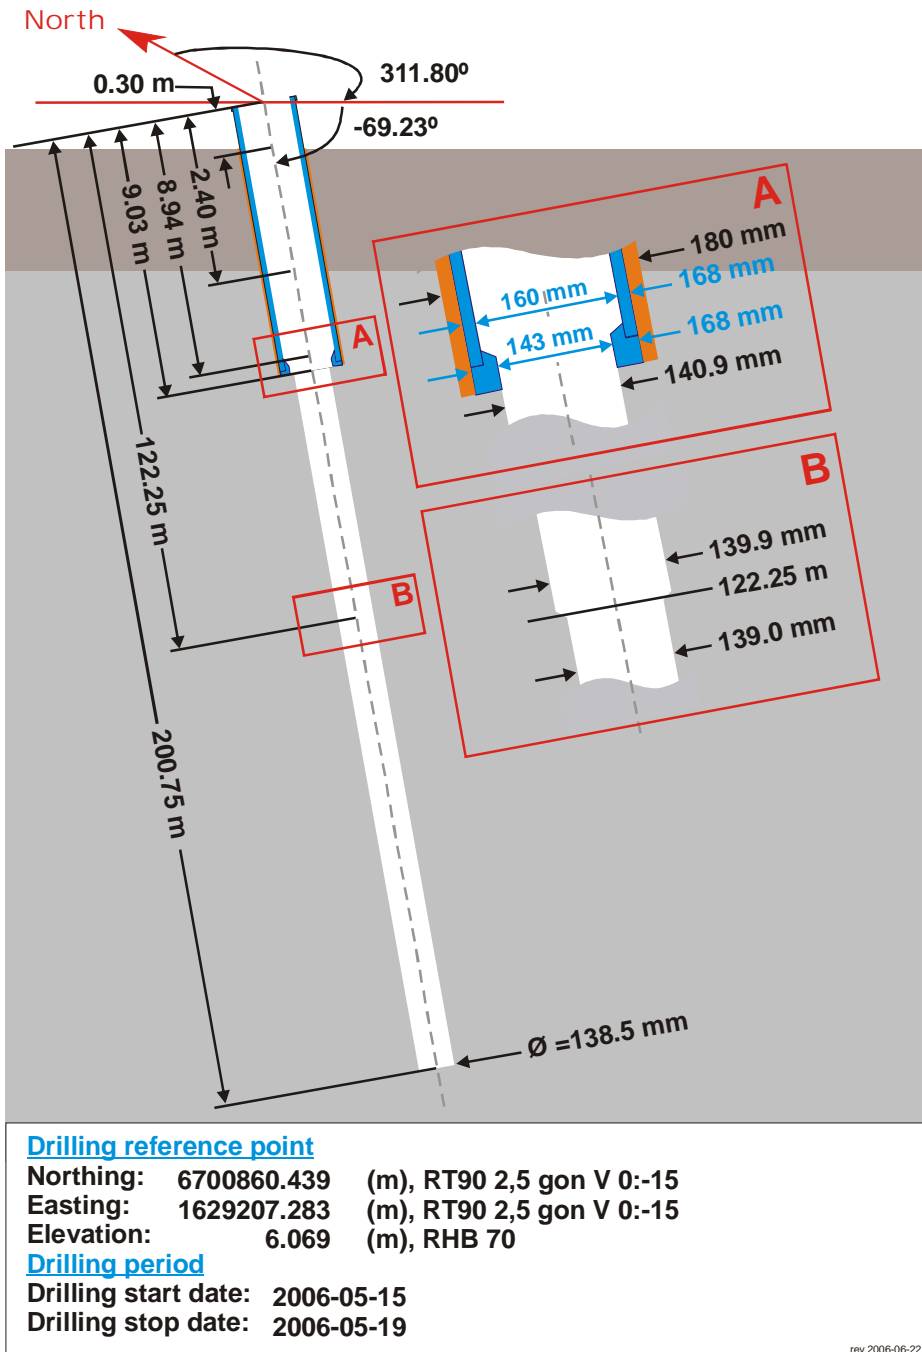 North
0.30 m
311.80º
-69.23º
2.40 m
8.94 m
9.03 m
122.25 m
200.75 m
A
B
A
180 mm
168 mm
160 mm
168 mm
143 mm
140.9 mm
B
139.9 mm
122.25 m
139.0 mm
Ø =138.5 mm
Drilling reference point
Northing: 6700860.439 (m), RT90 2,5 gon V 0:-15
Easting: 1629207.283 (m), RT90 2,5 gon V 0:-15
Elevation: 6.069 (m), RHB 70
Drilling period
Drilling start date: 2006-05-15
Drilling stop date: 2006-05-19
rev 2006-06-22